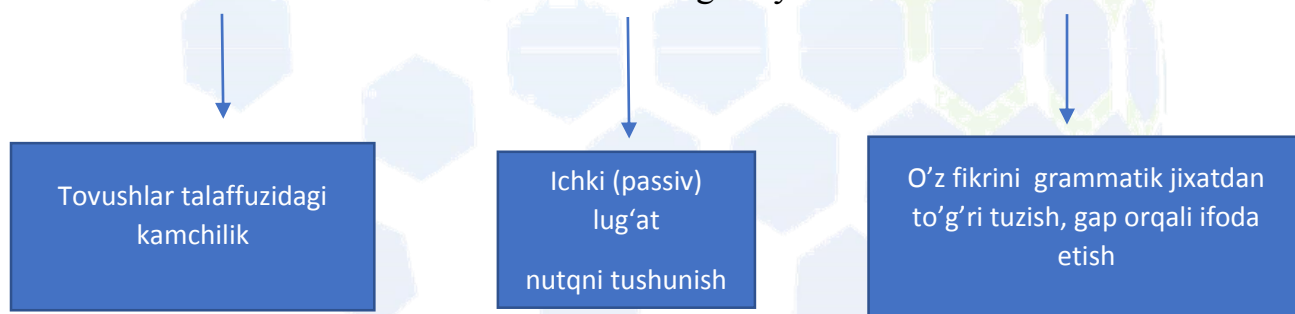 Tovushlar talaffuzidagi
kamchilik
Ichki (passiv)
lug‘at
nutqni tushunish
O’z fikrini grammatik jixatdan
to’g’ri tuzish, gap orqali ifoda
etish